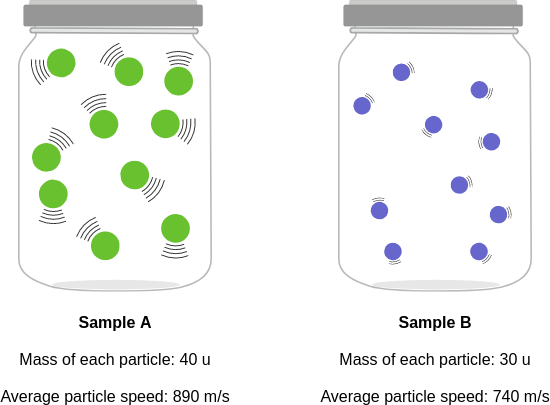 Sample A
Mass of each particle: 40 u
Average particle speed: 890 m/s
Sample B
Mass of each particle: 30 u
Average particle speed: 740 m/s